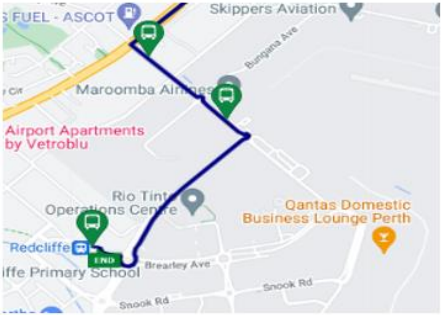 Skippers Aviation
S FUEL - ASCOT
Bungana Ave
Maroomba Airlines
Airport Apartments
by Vetroblu
Rio Tinto
Operations Centre
Qantas Domestic
Business Lounge Perth
Redcliffe
END
iffe Primary School
Brearley Ave
Snook Rd
Snook Rd